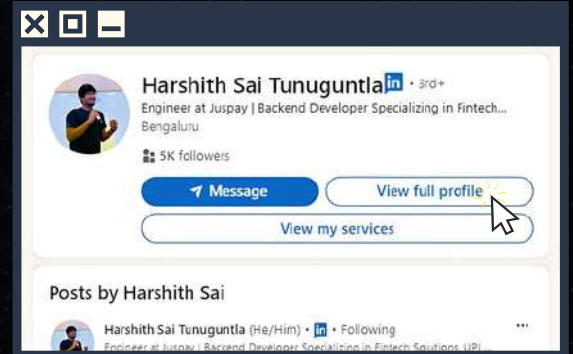 Harshith Sai Tunuguntla in • 3rd+
Engineer at Juspay | Backend Developer Specializing in Fintech...
Bengaluru
5K followers
Message
View full profile
View my services
Posts by Harshith Sai
Harshith Sai Tunuguntla (He/Him) • in • Following
Engineer at Juspay | Backend Developer Specializing in Fintech Solutions, UPI ...